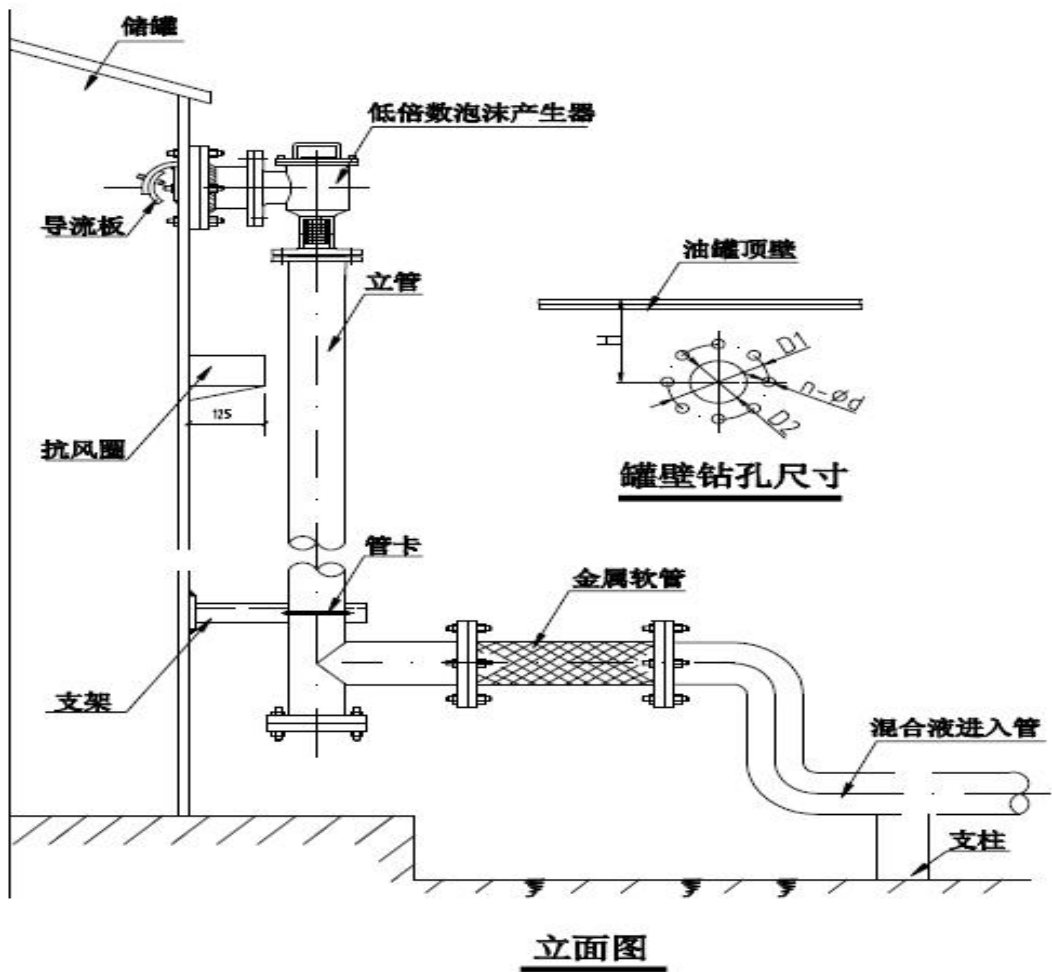 储罐
低倍数泡沫产生器
导流板
立管
油罐顶壁
H
D1
n-Ød
D2
125
抗风圈
罐壁钻孔尺寸
管卡
金属软管
支架
混合液进入管
支柱
立面图